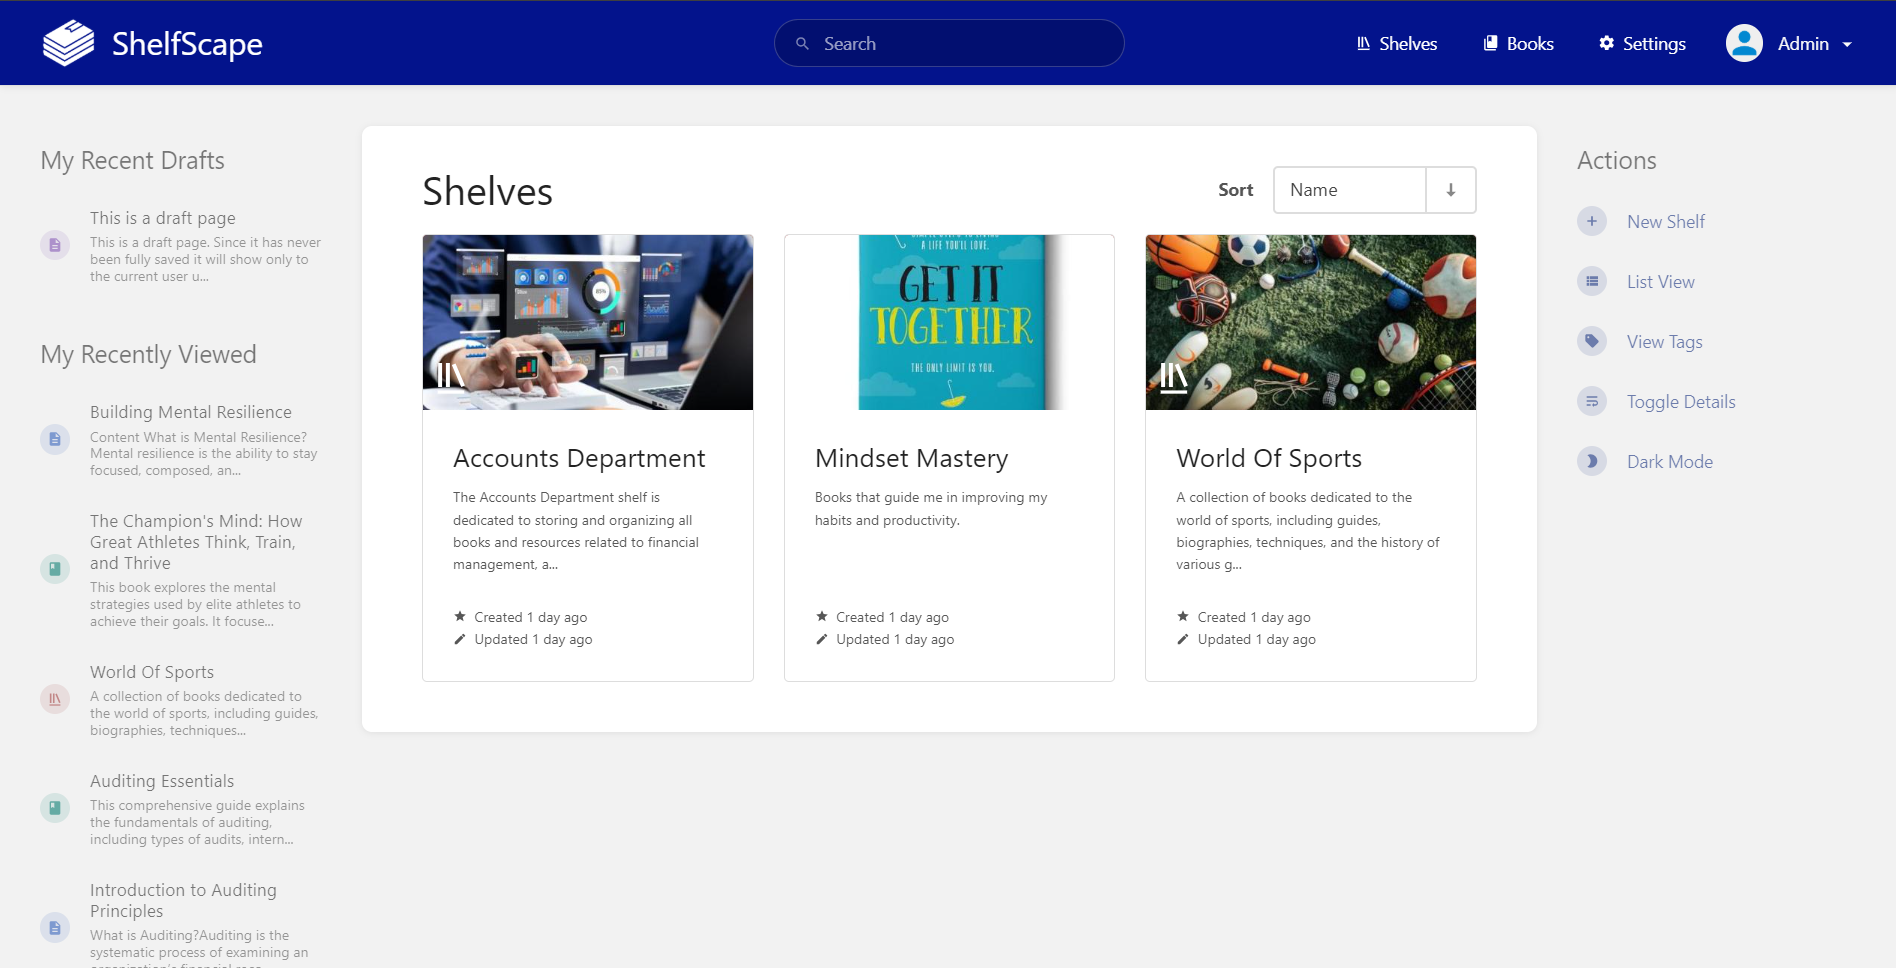 ShelfScape
Search
Shelves
Books
Settings
Admin
My Recent Drafts
This is a draft page
This is a draft page. Since it has never
been fully saved it will show only to
the current user u...
My Recently Viewed
Building Mental Resilience
Content What is Mental Resilience?
Mental resilience is the ability to stay
focused, composed, an...
The Champion's Mind: How
Great Athletes Think, Train,
and Thrive
This book explores the mental
strategies used by elite athletes to
achieve their goals. It focuse...
World Of Sports
A collection of books dedicated to
the world of sports, including guides,
biographies, techniques...
Auditing Essentials
This comprehensive guide explains
the fundamentals of auditing,
including types of audits, intern...
Introduction to Auditing
Principles
What is Auditing?Auditing is the
systematic process of examining an
Shelves
Sort
Name
Accounts Department
The Accounts Department shelf is
dedicated to storing and organizing all
books and resources related to financial
management, a...
Created 1 day ago
Updated 1 day ago
A LIFE YOU'LL LOVE.
GET IT
TOGETHER
THE ONLY LIMIT IS YOU.
Mindset Mastery
Books that guide me in improving my
habits and productivity.
Created 1 day ago
Updated 1 day ago
World Of Sports
A collection of books dedicated to the
world of sports, including guides,
biographies, techniques, and the history of
various g...
Created 1 day ago
Updated 1 day ago
Actions
New Shelf
List View
View Tags
Toggle Details
Dark Mode